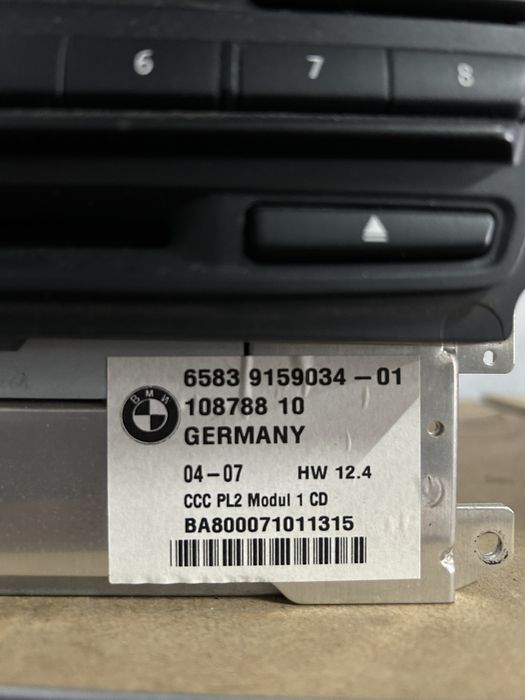 6 7 8
6583 9159034-01
BMW
108788 10
GERMANY
04-07 HW 12.4
CCC PL2 Modul 1 CD
BA800071011315